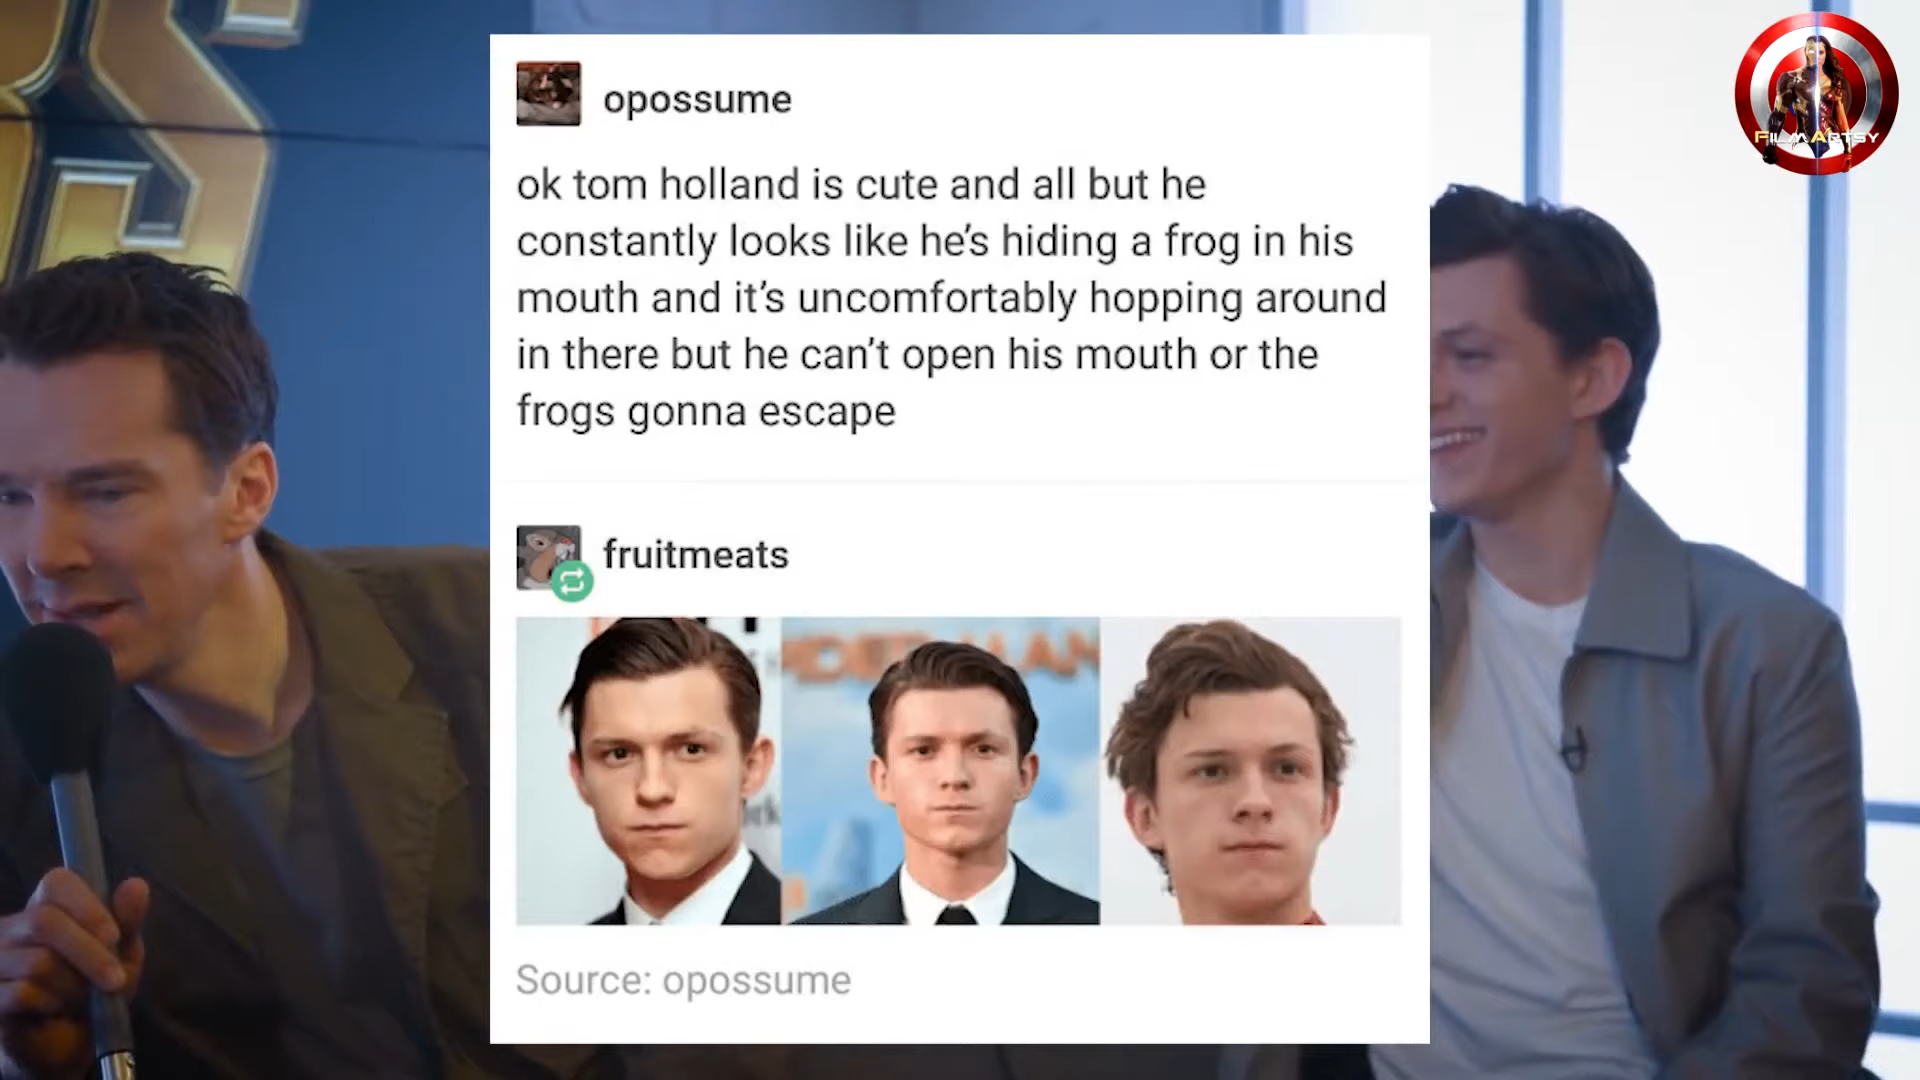 FILMARTSY
opossume
ok tom holland is cute and all but he
constantly looks like he's hiding a frog in his
mouth and it's uncomfortably hopping around
in there but he can't open his mouth or the
frogs gonna escape
fruitmeats
Source: opossume